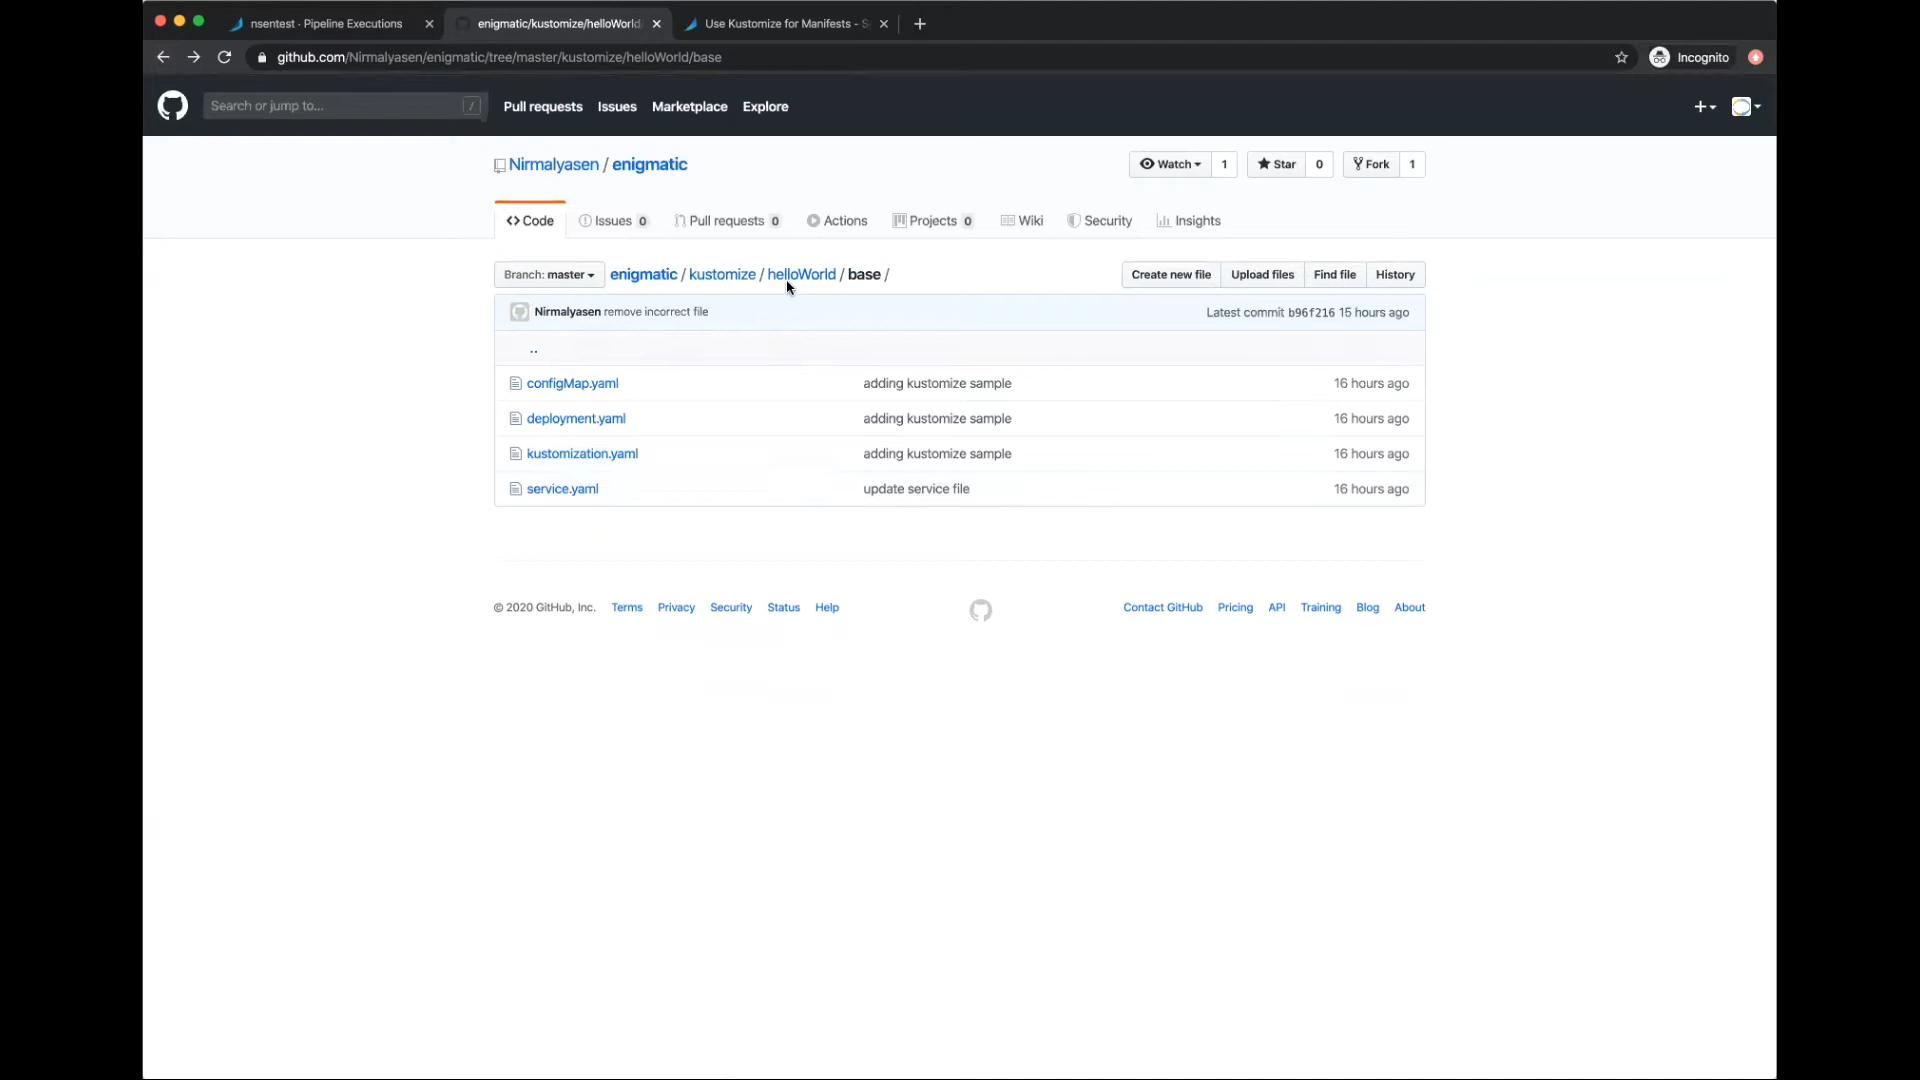 nsentest · Pipeline Executions
enigmatic/kustomize/helloWorld
Use Kustomize for Manifests - S
github.com/Nirmalyasen/enigmatic/tree/master/kustomize/helloWorld/base
Incognito
Search or jump to... /
Pull requests Issues Marketplace Explore
Nirmalyasen / enigmatic
Watch 1 Star 0 Fork 1
Code Issues 0 Pull requests 0 Actions Projects 0 Wiki Security Insights
Branch: master enigmatic / kustomize / helloWorld / base /
Create new file Upload files Find file History
Nirmalyasen remove incorrect file Latest commit b96f216 15 hours ago
..
configMap.yaml adding kustomize sample 16 hours ago
deployment.yaml adding kustomize sample 16 hours ago
kustomization.yaml adding kustomize sample 16 hours ago
service.yaml update service file 16 hours ago
© 2020 GitHub, Inc. Terms Privacy Security Status Help
Contact GitHub Pricing API Training Blog About